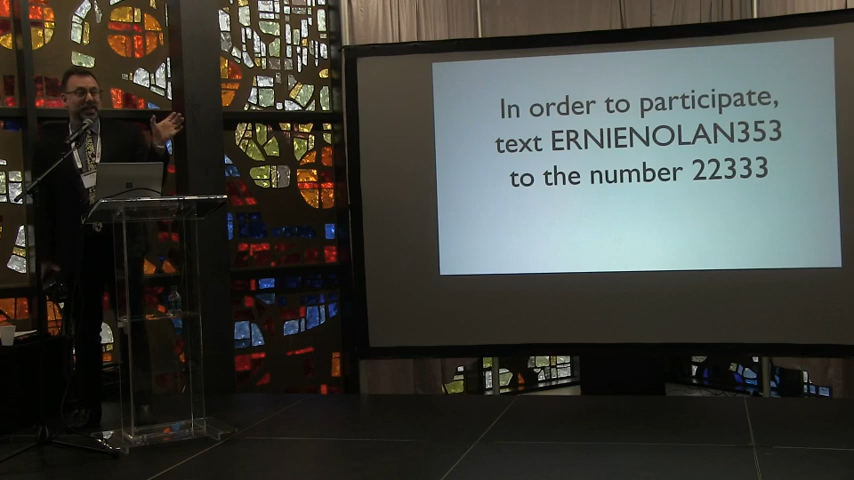 In order to participate,
text ERNIENOLAN353
to the number 22333